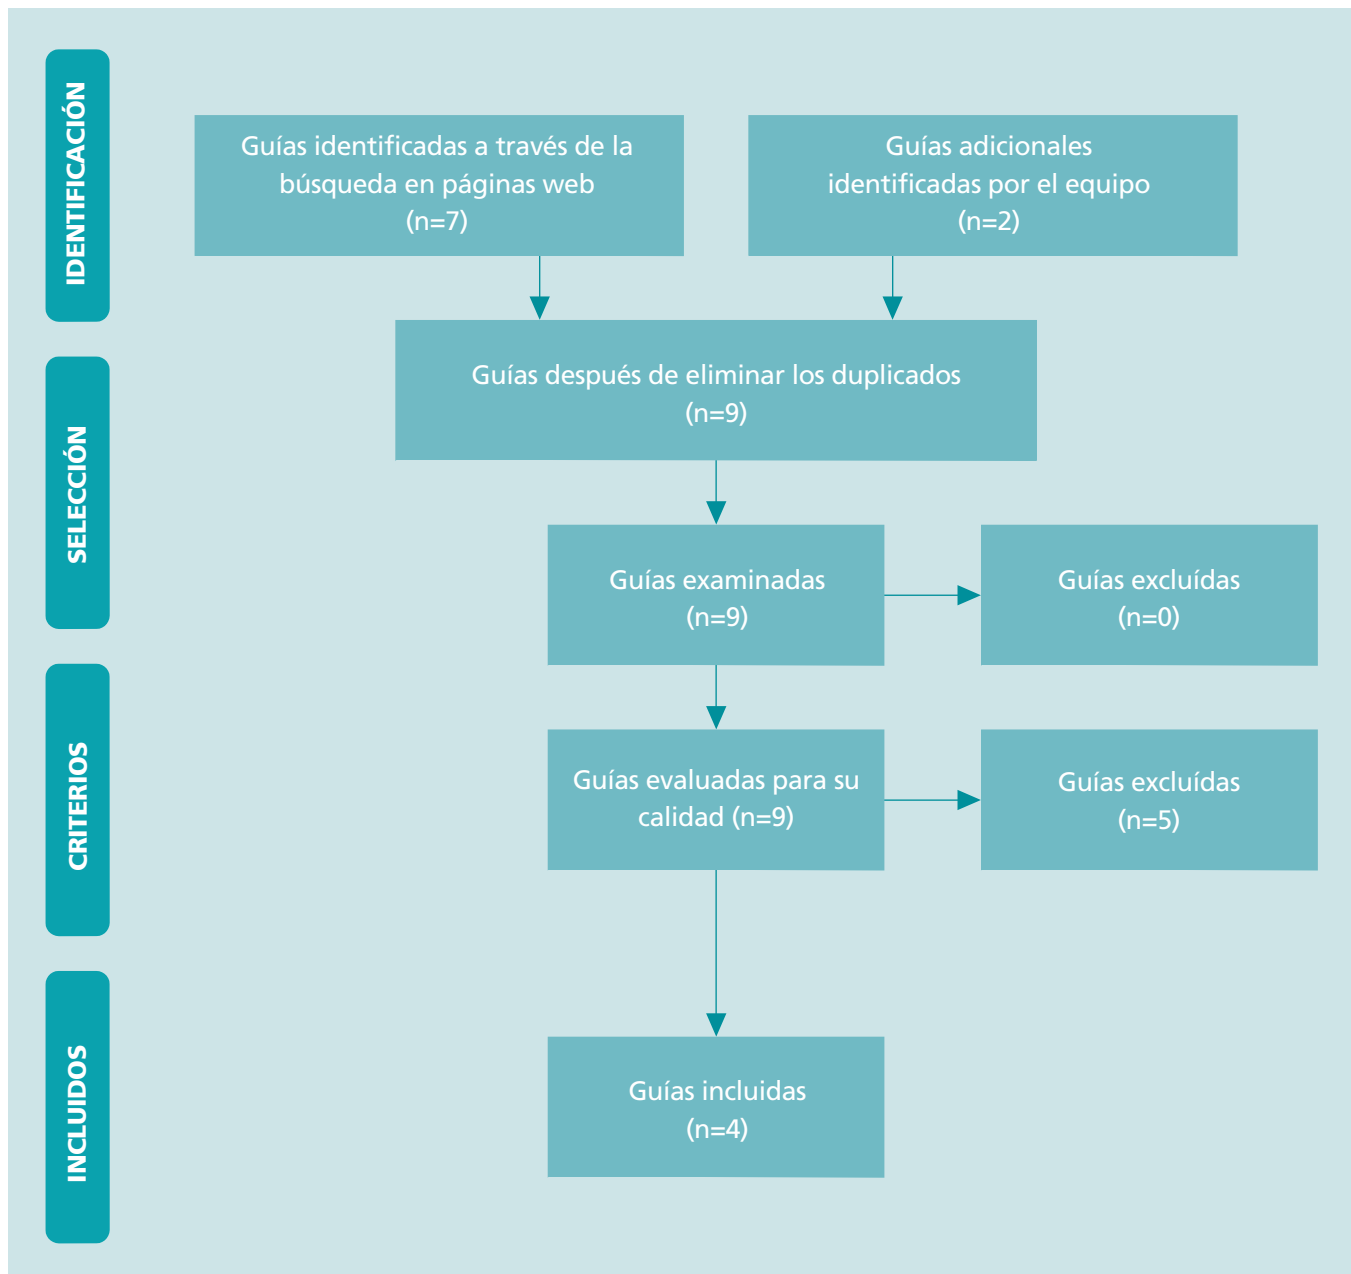 IDENTIFICACIÓN
Guías identificadas a través de la
búsqueda en páginas web
(n=7)
Guías adicionales
identificadas por el equipo
(n=2)
SELECCIÓN
Guías después de eliminar los duplicados
(n=9)
Guías examinadas
(n=9)
Guías excluídas
(n=0)
CRITERIOS
Guías evaluadas para su
calidad (n=9)
Guías excluídas
(n=5)
INCLUIDOS
Guías incluidas
(n=4)